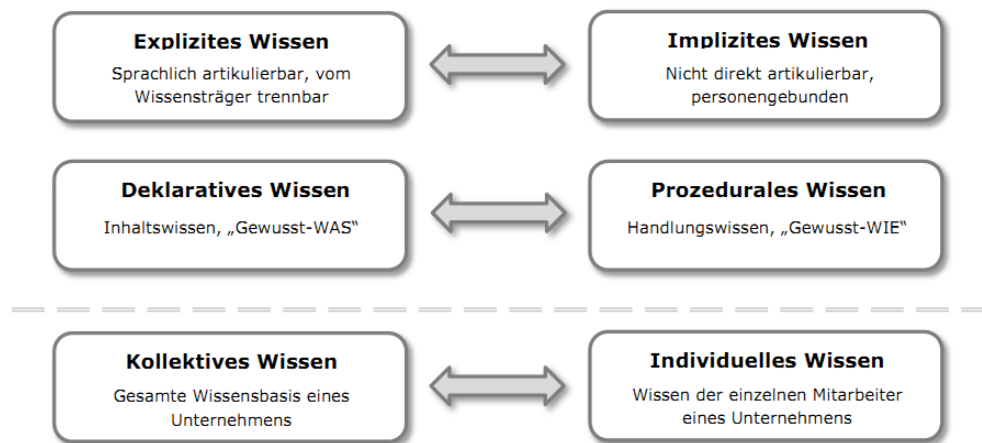 Explizites Wissen
Sprachlich artikulierbar, vom
Wissensträger trennbar
Implizites Wissen
Nicht direkt artikulierbar,
personengebunden
Deklaratives Wissen
Inhaltswissen, „Gewusst-WAS“
Prozedurales Wissen
Handlungswissen, „Gewusst-WIE“
Kollektives Wissen
Gesamte Wissensbasis eines
Unternehmens
Individuelles Wissen
Wissen der einzelnen Mitarbeiter
eines Unternehmens